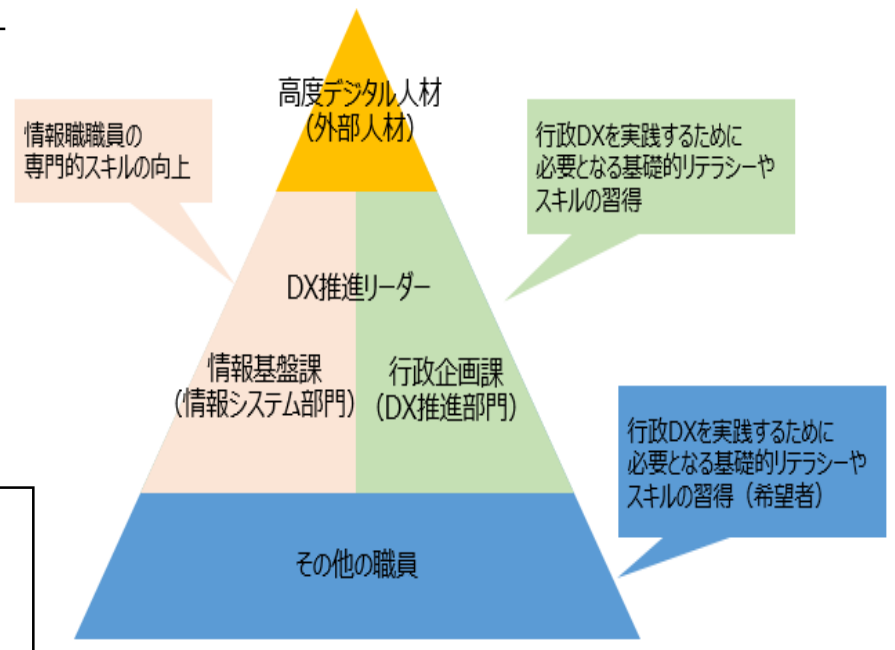 高度デジタル人材
（外部人材）
情報職職員の
専門的スキルの向上
行政DXを実践するために
必要となる基礎的リテラシーや
スキルの習得
DX推進リーダー
情報基盤課
（情報システム部門）
行政企画課
（DX推進部門）
行政DXを実践するために
必要となる基礎的リテラシーや
スキルの習得（希望者）
その他の職員